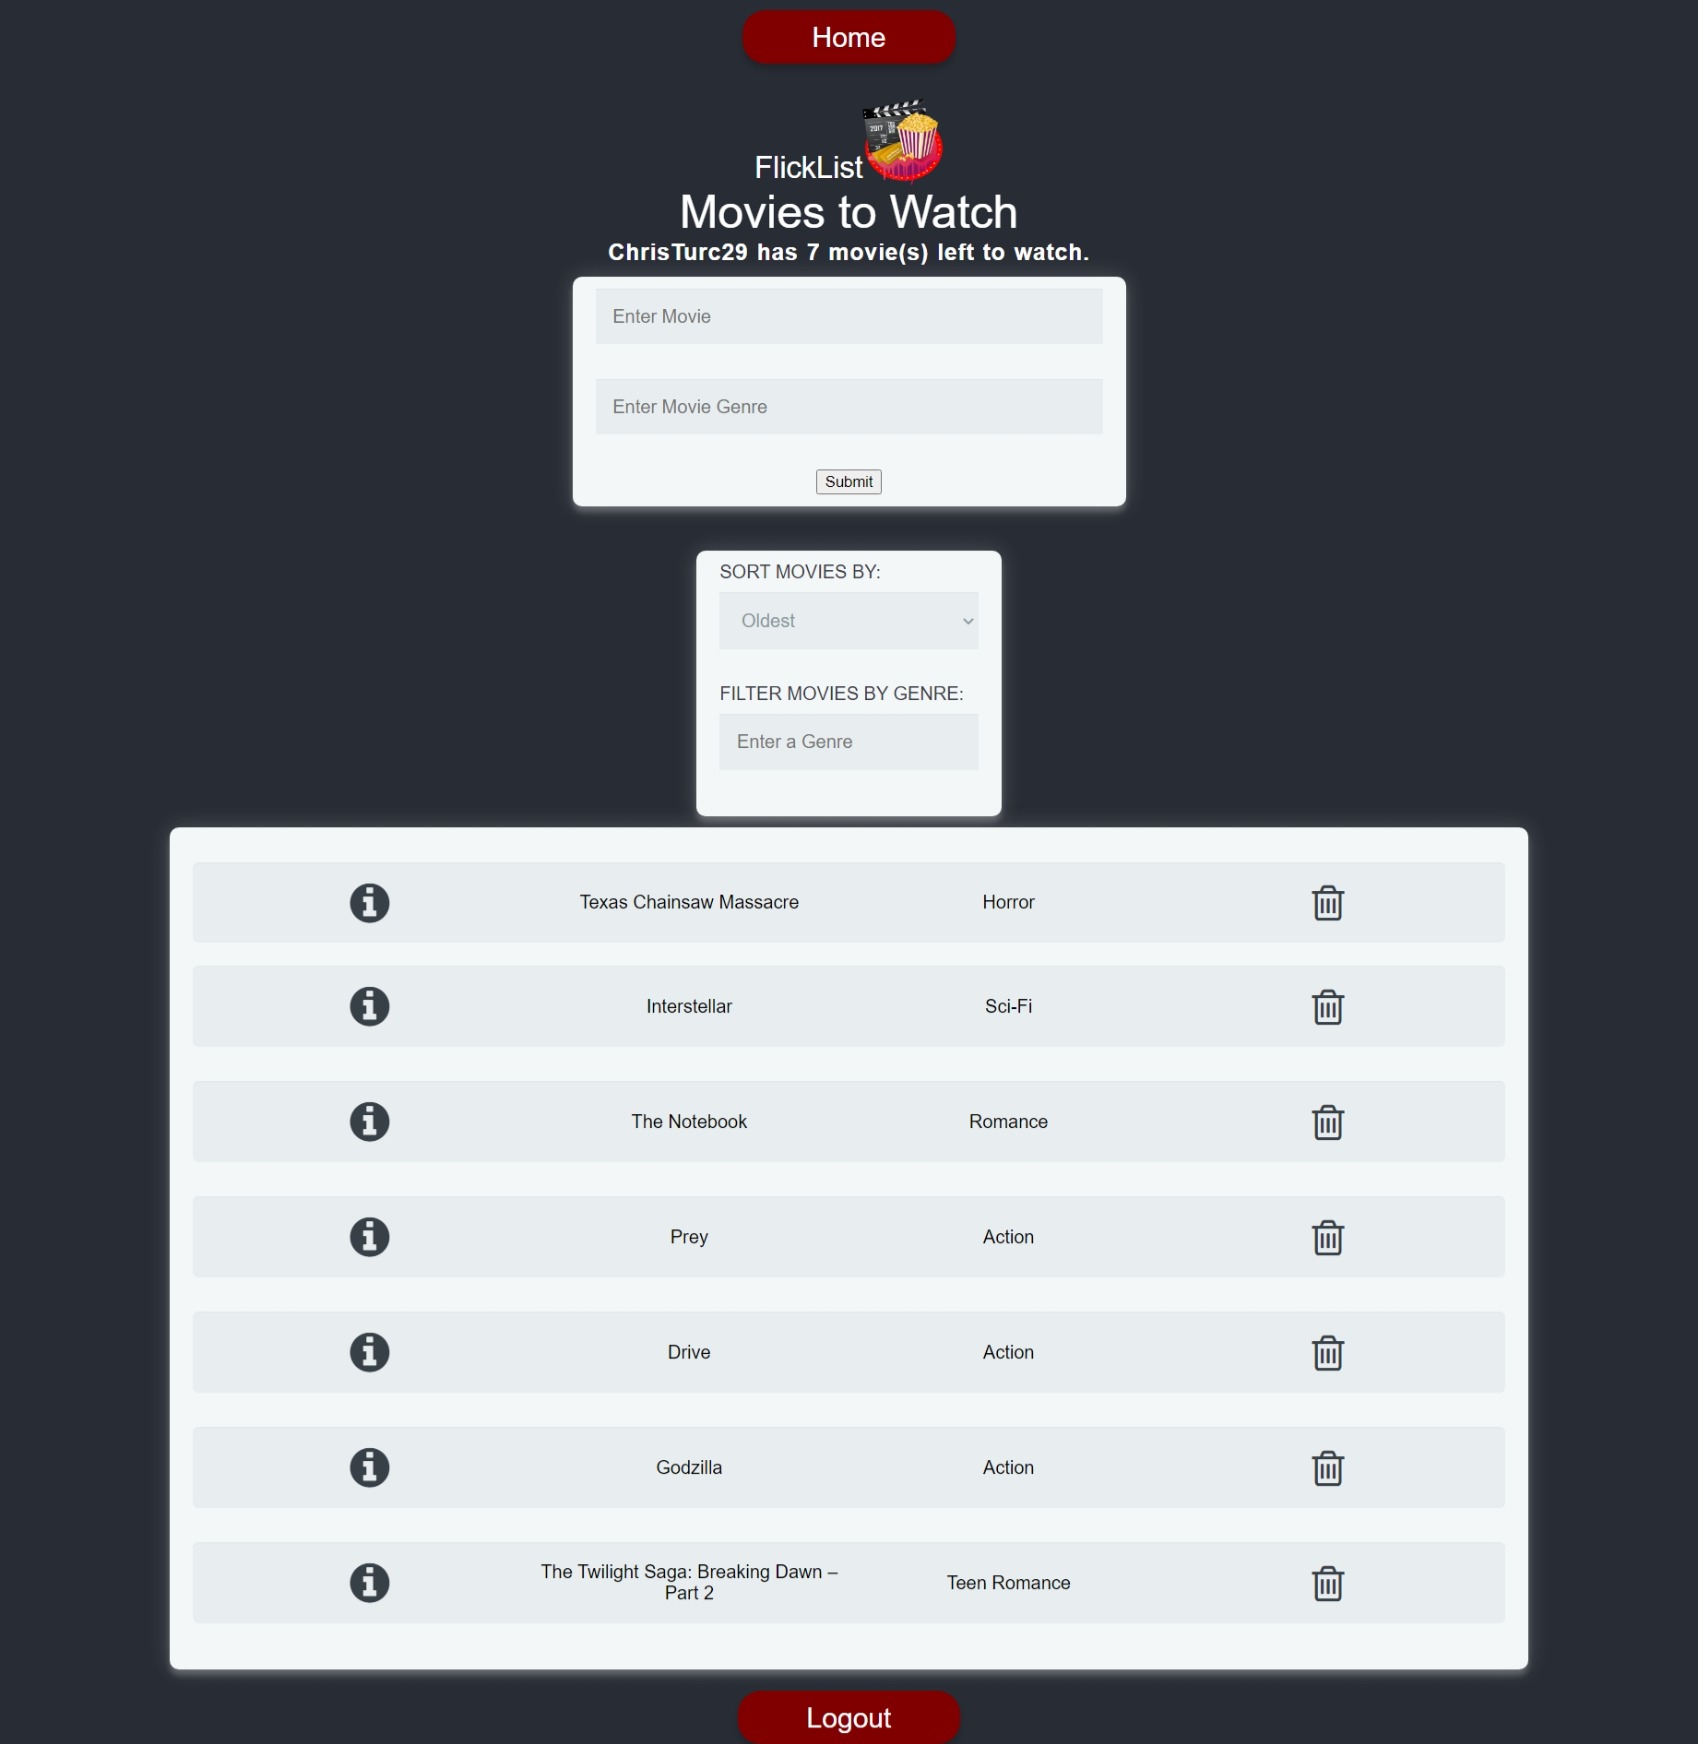 Home
2017
FlickList
Movies to Watch
ChrisTurc29 has 7 movie(s) left to watch.
Enter Movie
Enter Movie Genre
Submit
SORT MOVIES BY:
Oldest
FILTER MOVIES BY GENRE:
Enter a Genre
Texas Chainsaw Massacre Horror
Interstellar Sci-Fi
The Notebook Romance
Prey Action
Drive Action
Godzilla Action
The Twilight Saga: Breaking Dawn –
Part 2 Teen Romance
Logout